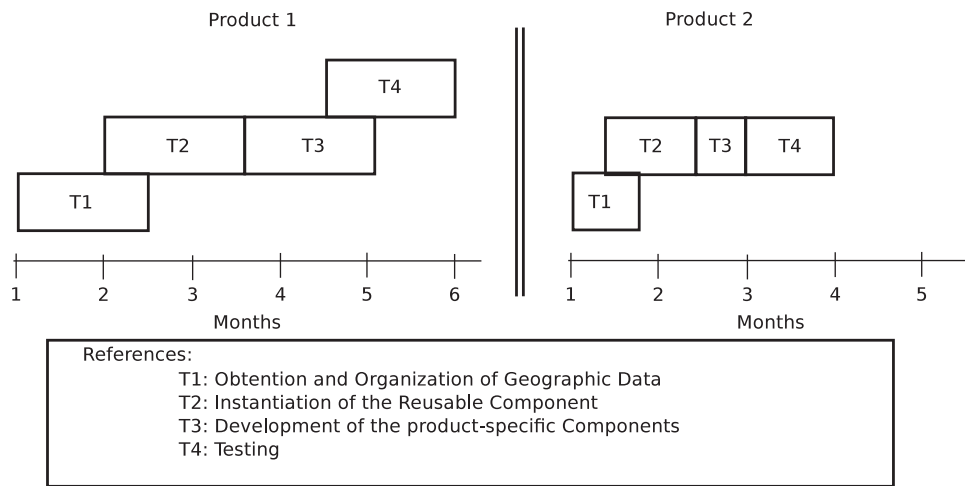 Product 1
T4
T2
T3
T1
1 2 3 4 5 6
Months
Product 2
T2
T3
T4
T1
1 2 3 4 5
Months
References:
T1: Obtention and Organization of Geographic Data
T2: Instantiation of the Reusable Component
T3: Development of the product-specific Components
T4: Testing